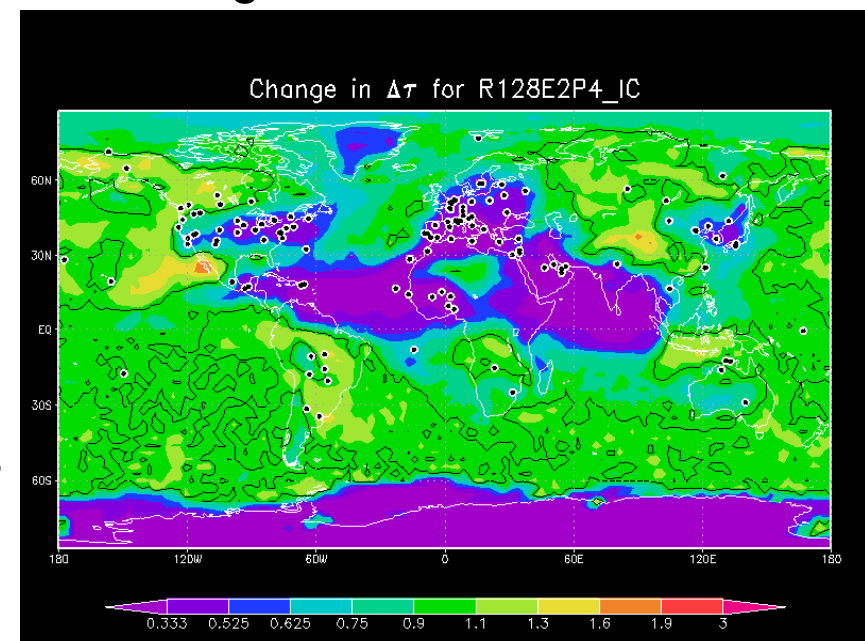 Change in Δτ for R128E2P4_IC
60N
30N
EQ
30S
60S
180 120W 60W 0 60E 120E 180
0.333 0.525 0.625 0.75 0.9 1.1 1.3 1.6 1.9 3